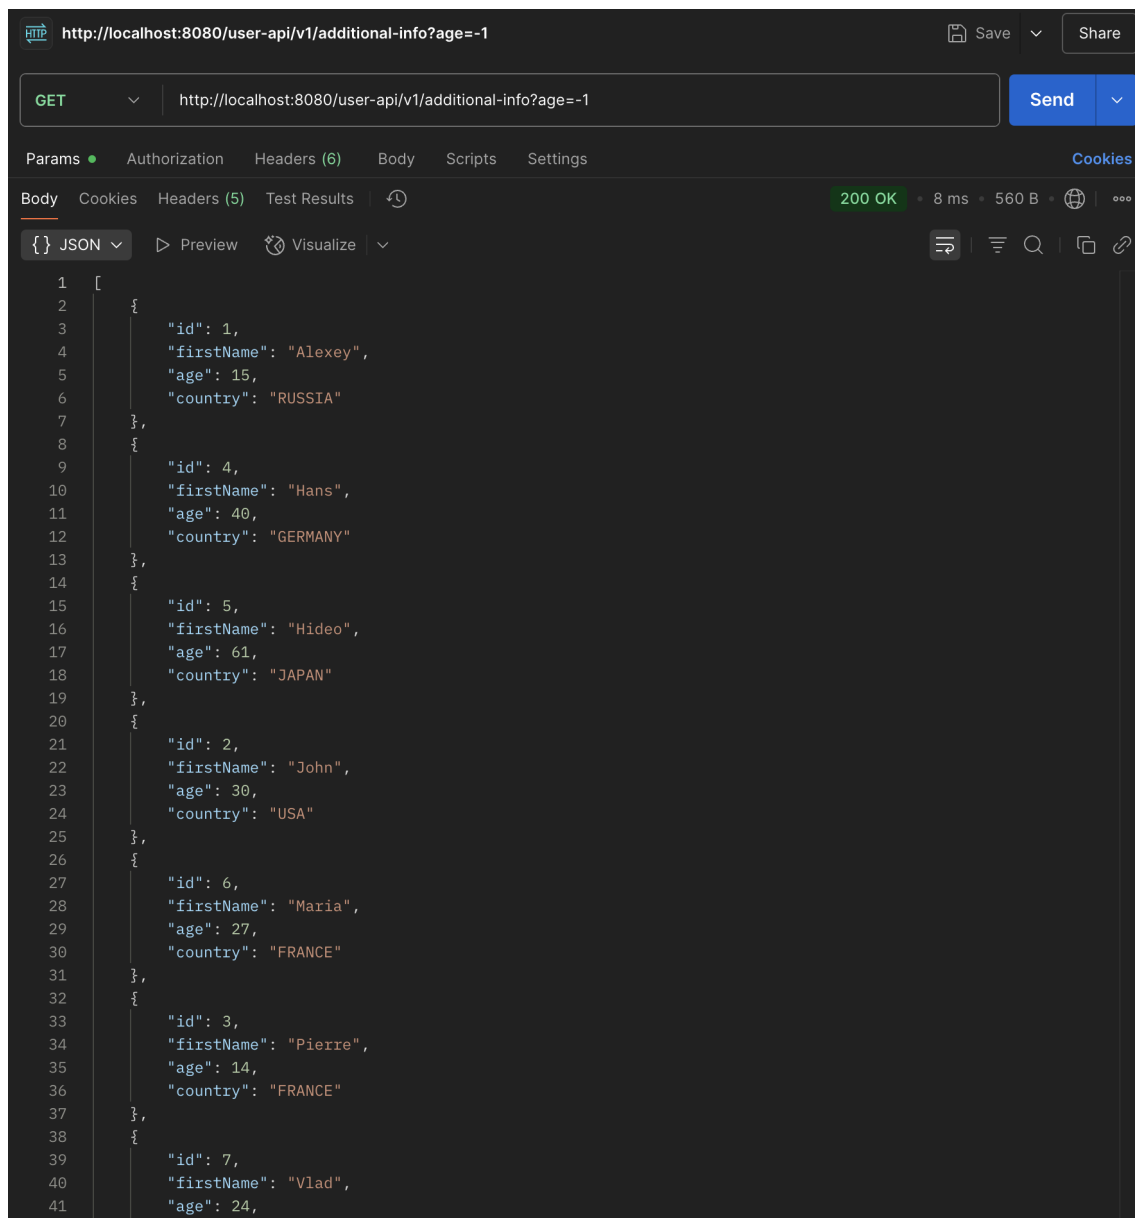 HTTP http://localhost:8080/user-api/v1/additional-info?age=-1 Save Share
GET http://localhost:8080/user-api/v1/additional-info?age=-1 Send
Params Authorization Headers (6) Body Scripts Settings Cookies
Body Cookies Headers (5) Test Results 200 OK 8 ms 560 B
{} JSON Preview Visualize
1 [
2 {
3 "id": 1,
4 "firstName": "Alexey",
5 "age": 15,
6 "country": "RUSSIA"
7 },
8 {
9 "id": 4,
10 "firstName": "Hans",
11 "age": 40,
12 "country": "GERMANY"
13 },
14 {
15 "id": 5,
16 "firstName": "Hideo",
17 "age": 61,
18 "country": "JAPAN"
19 },
20 {
21 "id": 2,
22 "firstName": "John",
23 "age": 30,
24 "country": "USA"
25 },
26 {
27 "id": 6,
28 "firstName": "Maria",
29 "age": 27,
30 "country": "FRANCE"
31 },
32 {
33 "id": 3,
34 "firstName": "Pierre",
35 "age": 14,
36 "country": "FRANCE"
37 },
38 {
39 "id": 7,
40 "firstName": "Vlad",
41 "age": 24,